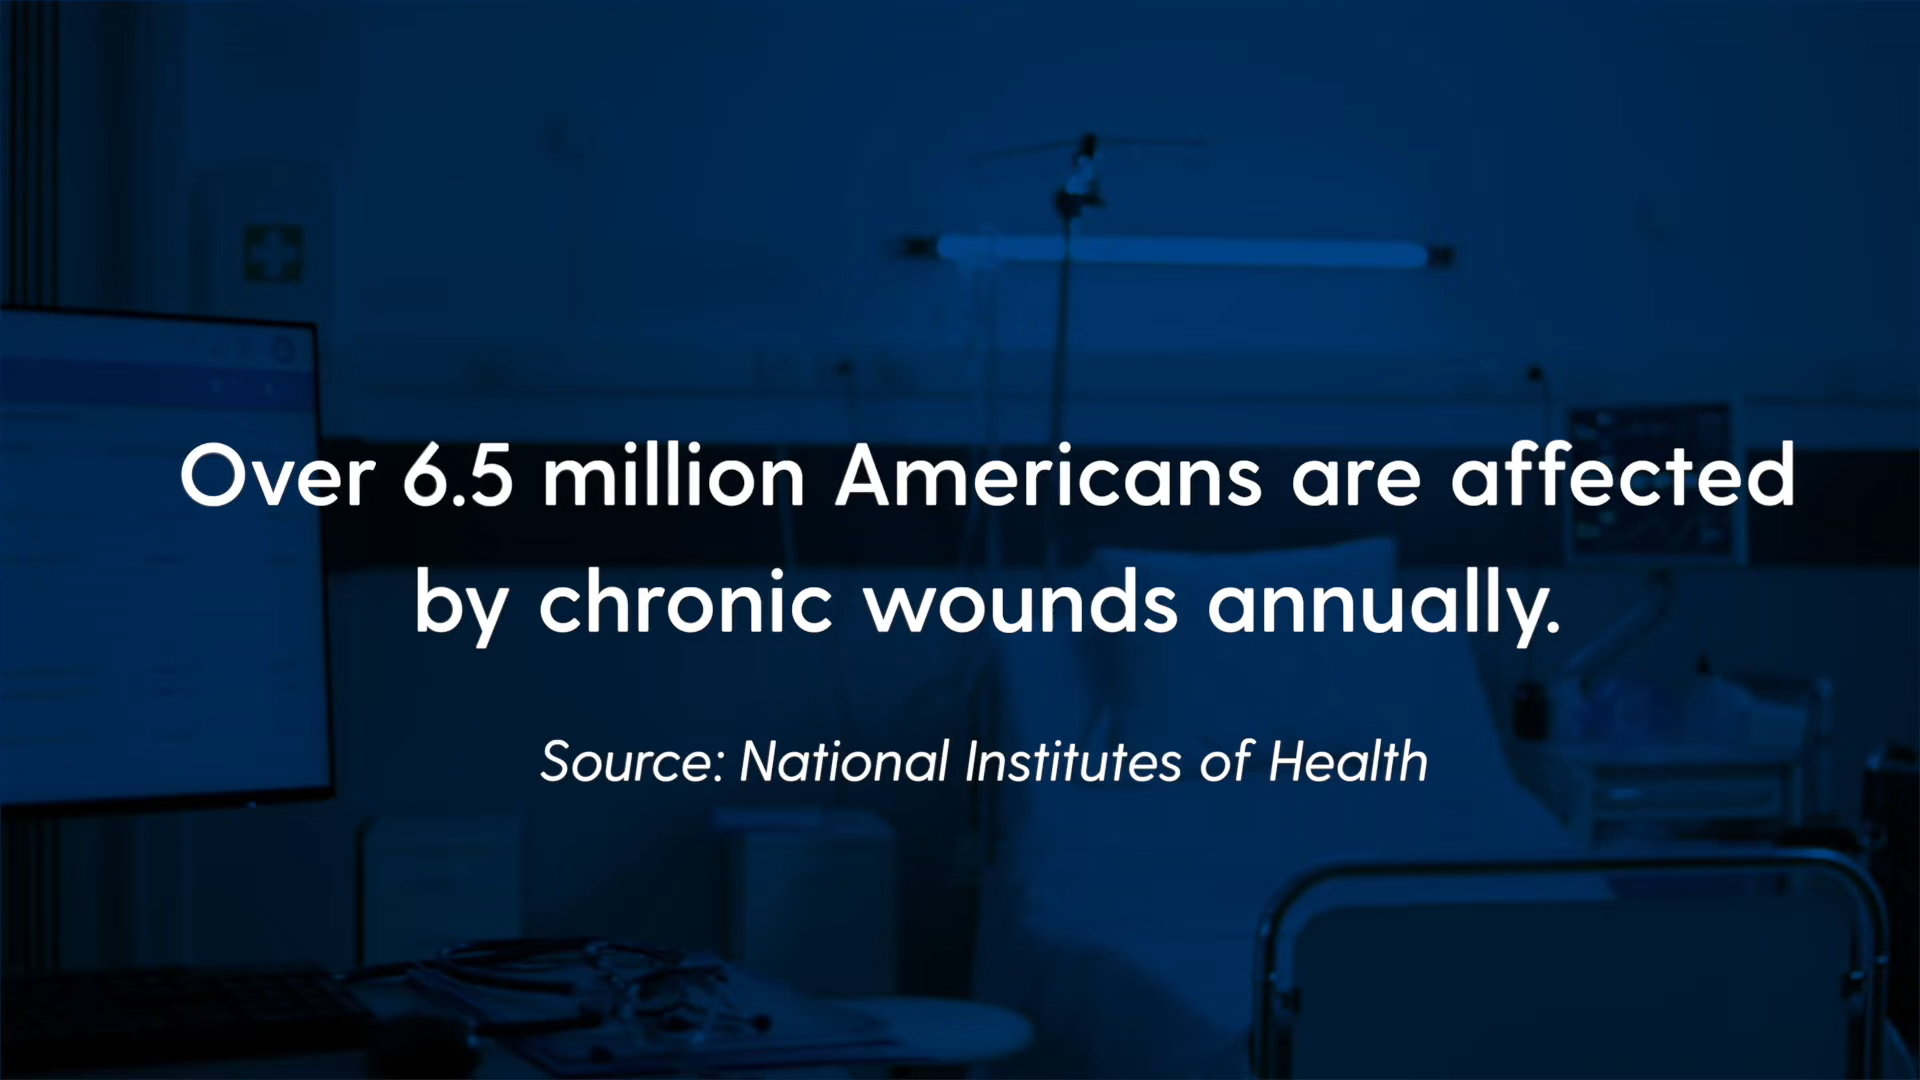 Over 6.5 million Americans are affected
by chronic wounds annually.
Source: National Institutes of Health